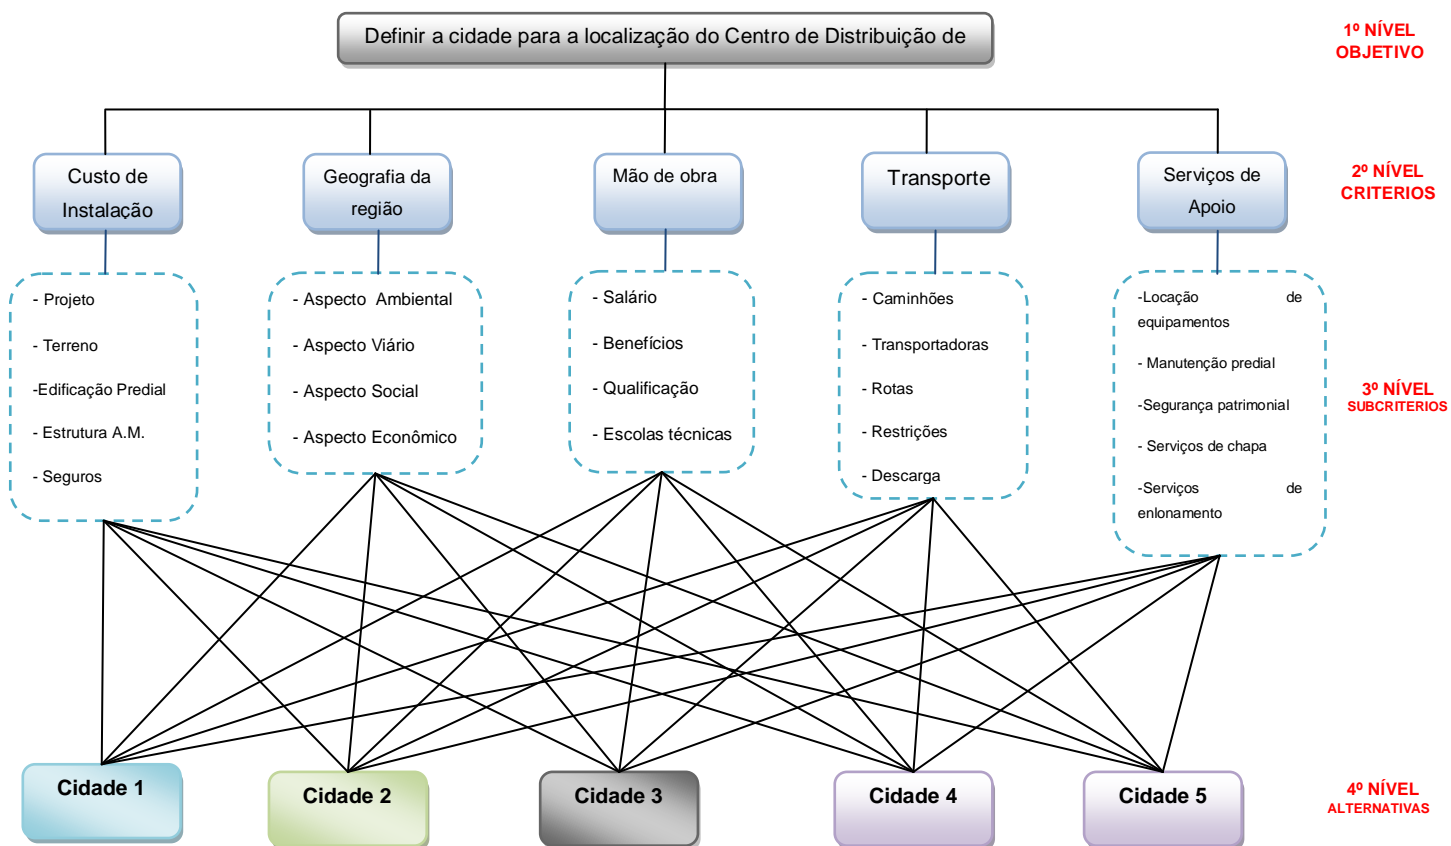 Definir a cidade para a localização do Centro de Distribuição de
1º NÍVEL
OBJETIVO
Custo de
Instalação
Geografia da
região
Mão de obra
Transporte
Serviços de
Apoio
2º NÍVEL
CRITERIOS
- Projeto
- Terreno
-Edificação Predial
- Estrutura A.M.
- Seguros
- Aspecto Ambiental
- Aspecto Viário
- Aspecto Social
- Aspecto Econômico
- Salário
- Benefícios
- Qualificação
- Escolas técnicas
- Caminhões
- Transportadoras
- Rotas
- Restrições
- Descarga
-Locação de
equipamentos
- Manutenção predial
-Segurança patrimonial
- Serviços de chapa
-Serviços de
enlonamento
3º NÍVEL
SUBCRITERIOS
Cidade 1
Cidade 2
Cidade 3
Cidade 4
Cidade 5
4º NÍVEL
ALTERNATIVAS